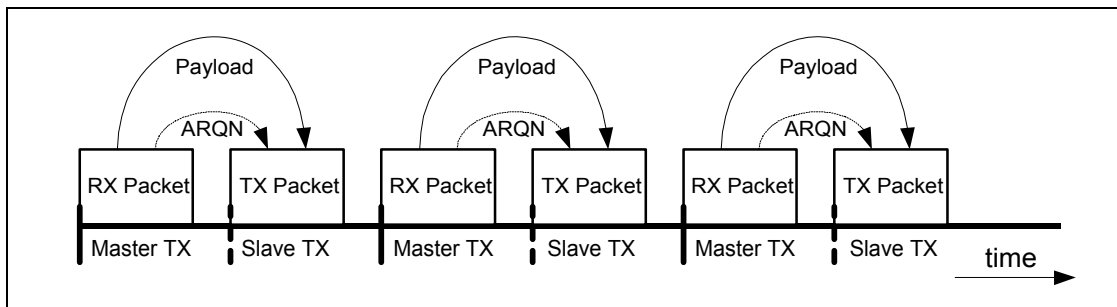 Payload Payload Payload
ARQN ARQN ARQN
RX Packet TX Packet RX Packet TX Packet RX Packet TX Packet
Master TX Slave TX Master TX Slave TX Master TX Slave TX
time